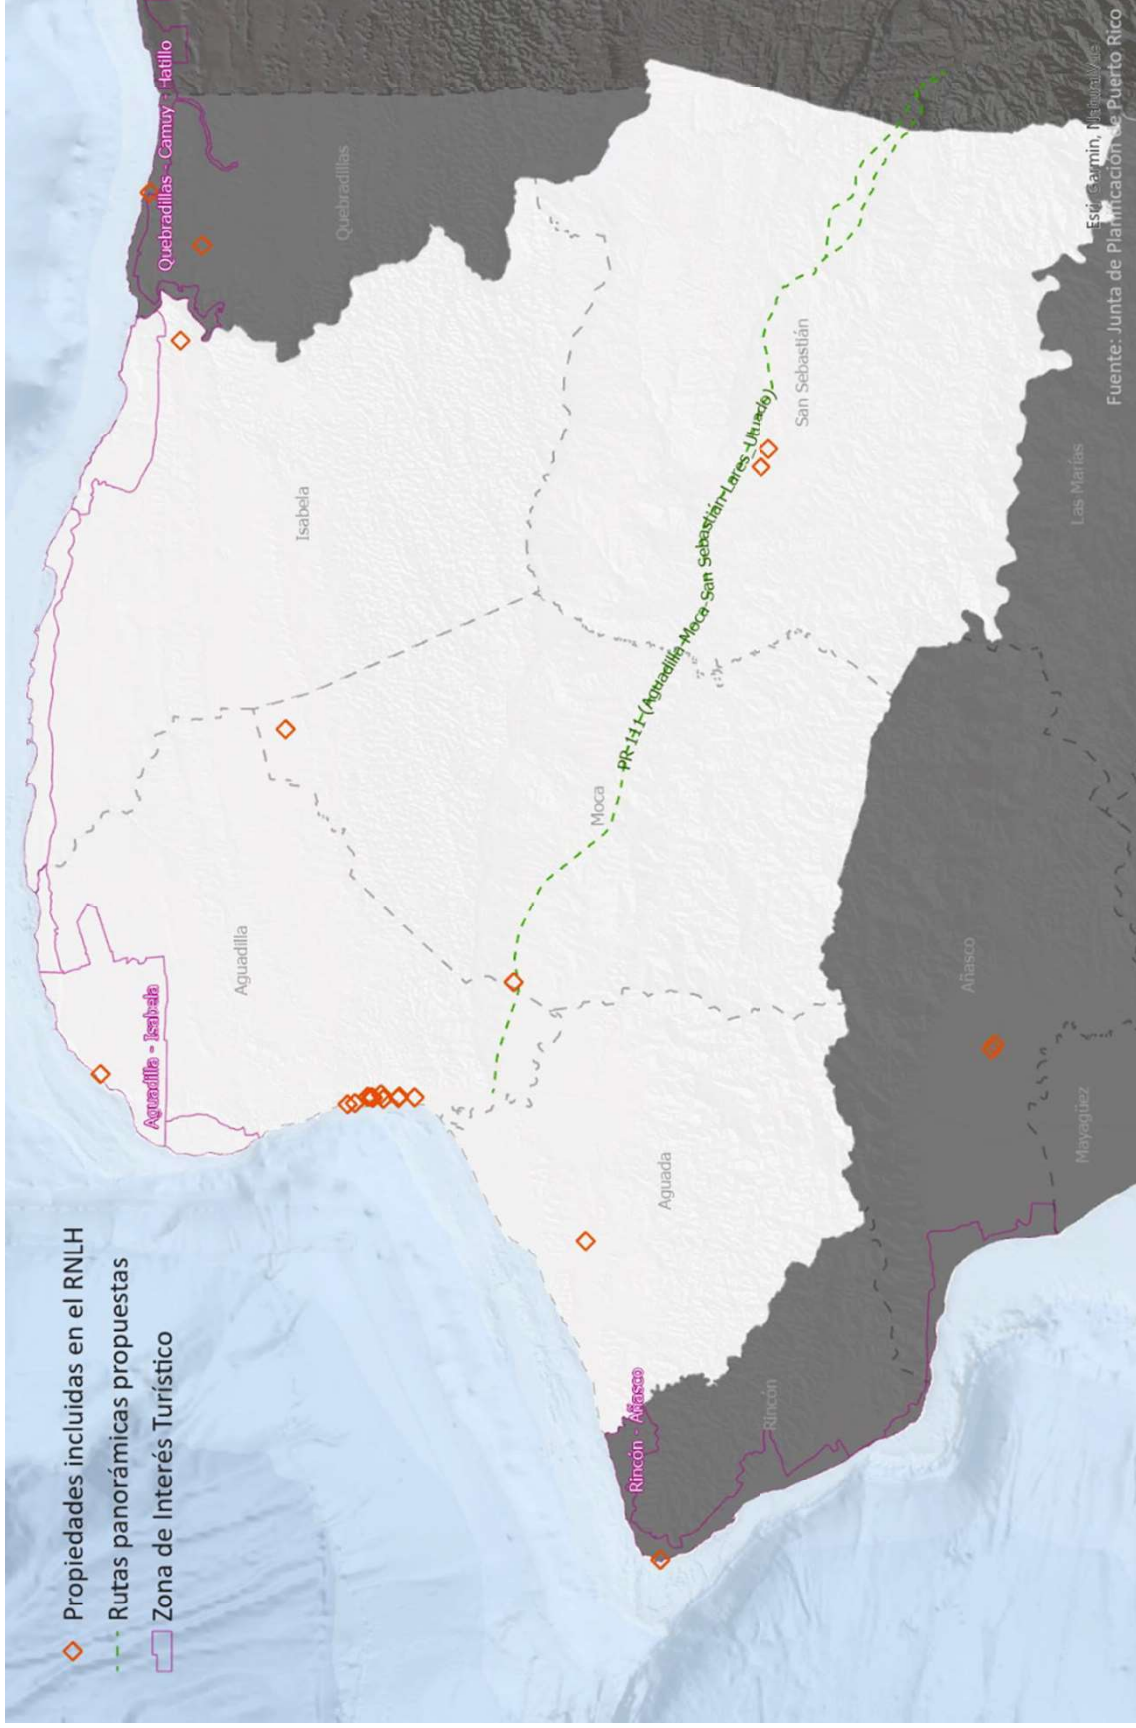 Propiedades incluidas en el RNLH
Rutas panorámicas propuestas
Zona de Interés Turístico
Quebradillas - Camuy - Hatillo
Quebradillas
Isabela
Aguadilla - Isabela
Aguadilla
Moca
PR-111 (Aguadilla-Moca-San Sebastián-Lares-Utuado)
San Sebastián
Aguada
Rincón - Añasco
Rincón
Añasco
Las Marías
Mayagüez
Esri, Garmin,
Fuente: Junta de Planificación de Puerto Rico